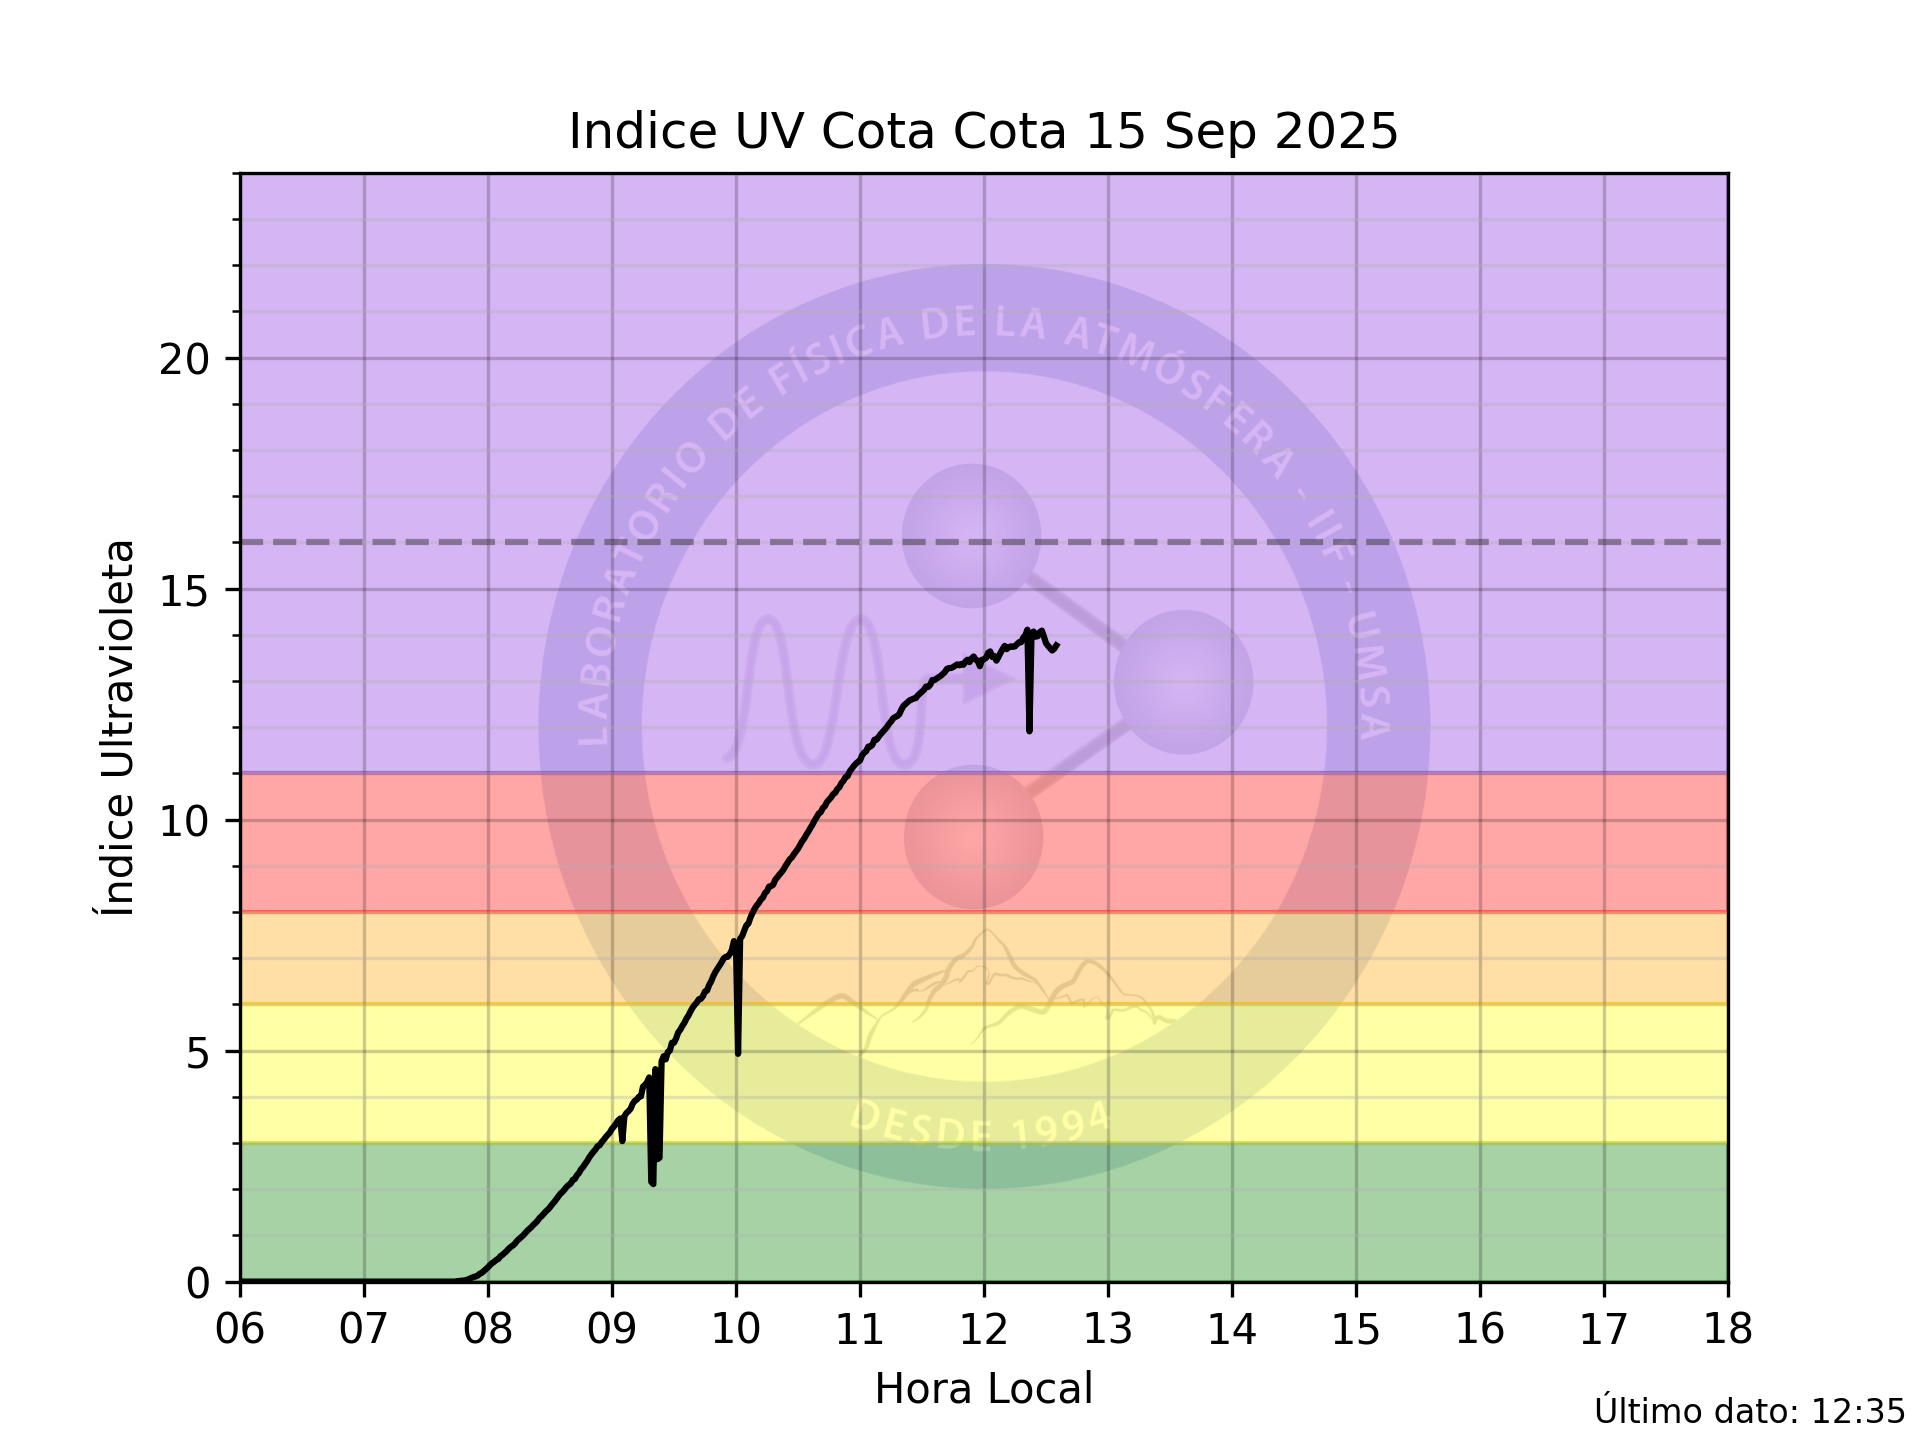 Indice UV Cota Cota 15 Sep 2025
Índice Ultravioleta
20
15
10
5
0
LABORATORIO DE FÍSICA DE LA ATMÓSFERA - IIF - UMSA
DESDE 1994
06 07 08 09 10 11 12 13 14 15 16 17 18
Hora Local
Último dato: 12:35